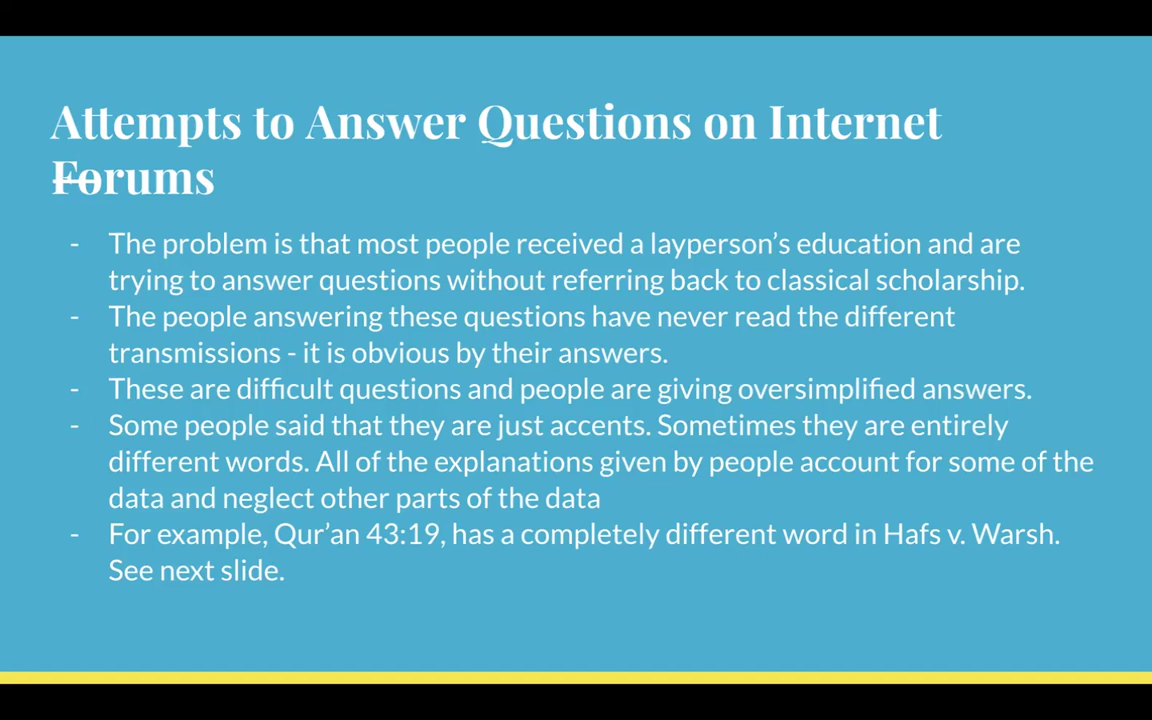 Attempts to Answer Questions on Internet
Forums
- The problem is that most people received a layperson’s education and are
trying to answer questions without referring back to classical scholarship.
- The people answering these questions have never read the different
transmissions - it is obvious by their answers.
- These are difficult questions and people are giving oversimplified answers.
- Some people said that they are just accents. Sometimes they are entirely
different words. All of the explanations given by people account for some of the
data and neglect other parts of the data
- For example, Qur’an 43:19, has a completely different word in Hafs v. Warsh.
See next slide.